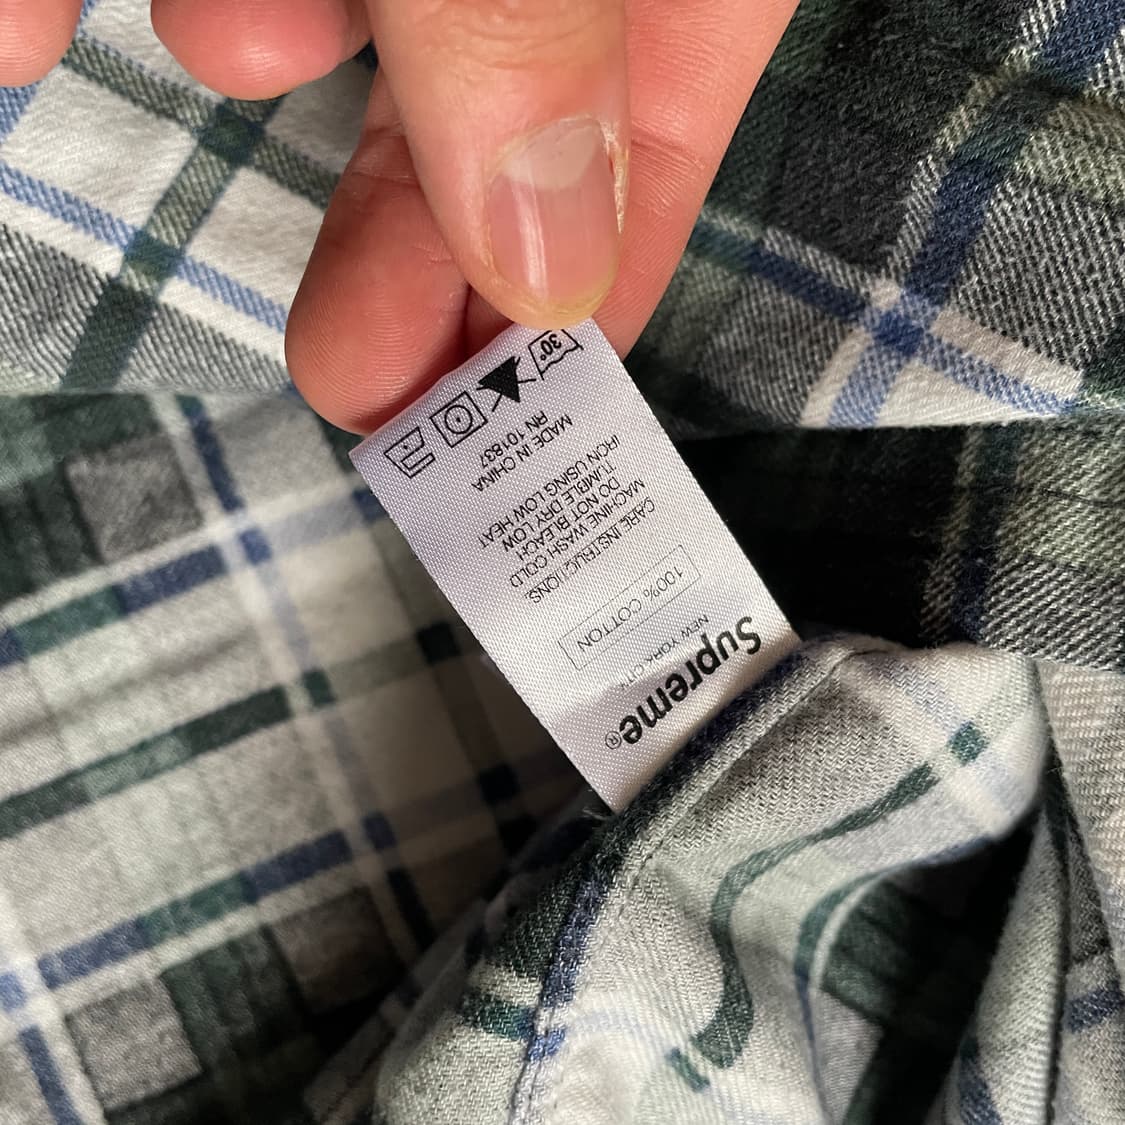 Supreme®
NEW YORK CITY
100% COTTON
CARE INSTRUCTIONS:
MACHINE WASH COLD
DO NOT BLEACH
TUMBLE DRY LOW
IRON USING LOW HEAT
MADE IN CHINA
RN 101837
30°